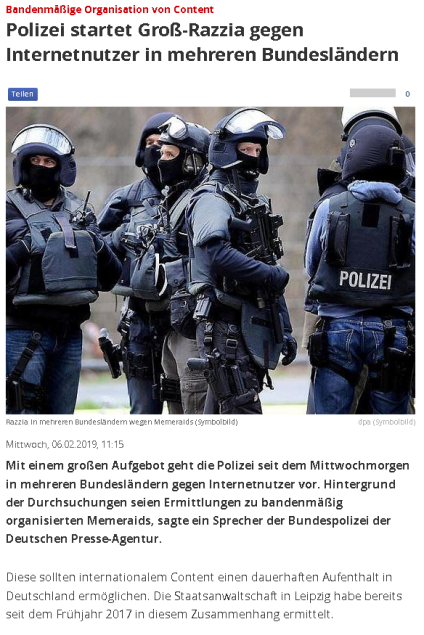 Bandenmäßige Organisation von Content
Polizei startet Groß-Razzia gegen
Internetnutzer in mehreren Bundesländern
Teilen
0
POLIZEI
Razzia in mehreren Bundesländern wegen Memeraids (Symbolbild)
dpa (Symbolbild)
Mittwoch, 06.02.2019, 11:15
Mit einem großen Aufgebot geht die Polizei seit dem Mittwochmorgen
in mehreren Bundesländern gegen Internetnutzer vor. Hintergrund
der Durchsuchungen seien Ermittlungen zu bandenmäßig
organisierten Memeraids, sagte ein Sprecher der Bundespolizei der
Deutschen Presse-Agentur.
Diese sollten internationalem Content einen dauerhaften Aufenthalt in
Deutschland ermöglichen. Die Staatsanwaltschaft in Leipzig habe bereits
seit dem Frühjahr 2017 in diesem Zusammenhang ermittelt.